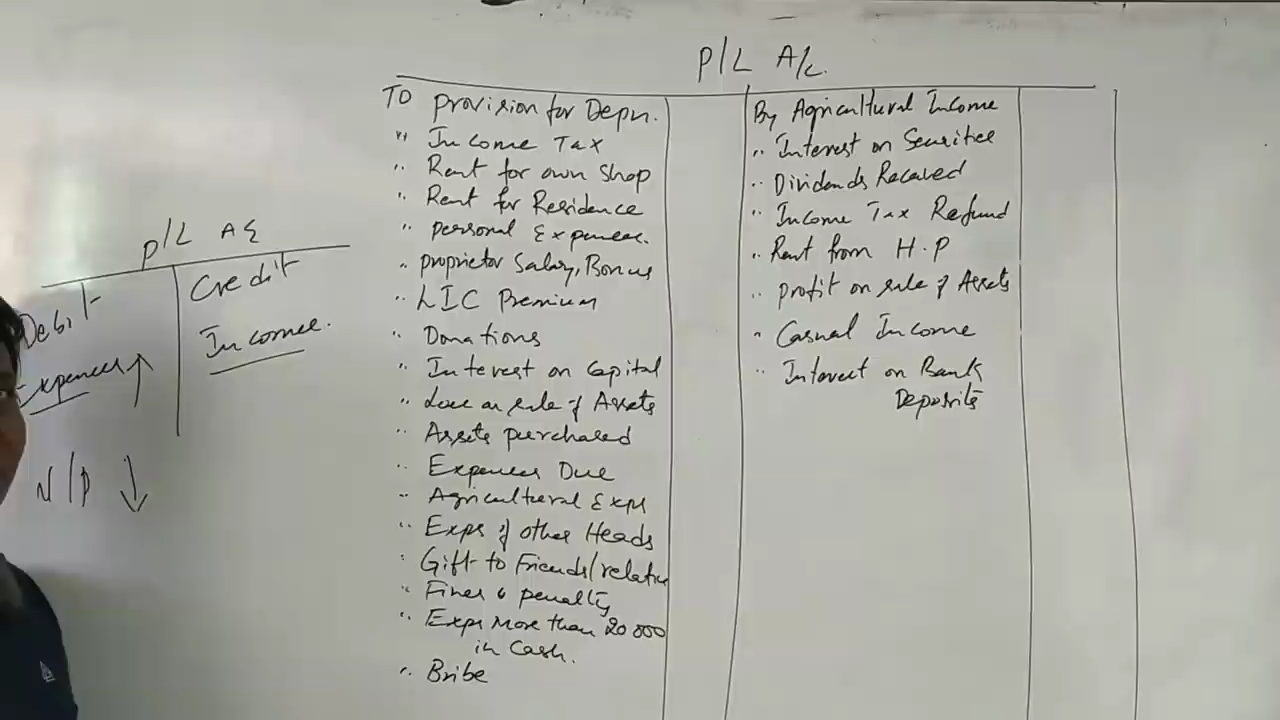 P/L A/c.
TO Provision for Depn.
" Income Tax
" Rent for own Shop
" Rent for Residence
" Personal Expenses.
" Proprietor Salary, Bonus
" LIC Premium
" Donations
" Interest on Capital
" Loss on sale of Assets
" Assets purchased
" Expenses Due
" Agricultural Exps
" Exps of other Heads
" Gift to Friends/relative
" Fines & penalty
" Exps More than 20 000
in Cash.
" Bribe
By Agricultural Income
" Interest on Securities
" Dividends Received
" Income Tax Refund
" Rent from H.P
" Profit on sale of Assets
" Casual Income
" Interest on Bank
Deposits
P/L A/c
Debit
Expenses ↑
N/P ↓
Credit
Incomes.